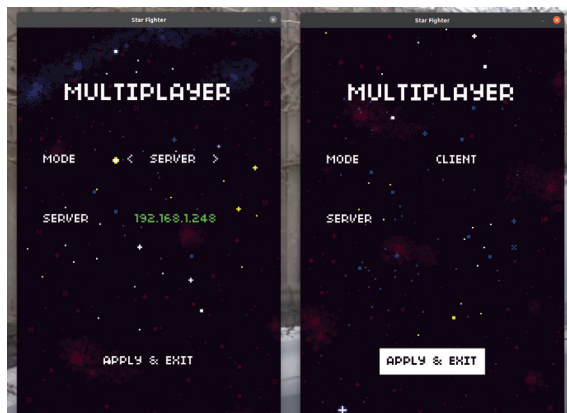 Star Fighter
MULTIPLAYER
MODE < SERVER >
SERVER 192.168.1.248
APPLY & EXIT
Star Fighter
MULTIPLAYER
MODE CLIENT
SERVER
APPLY & EXIT